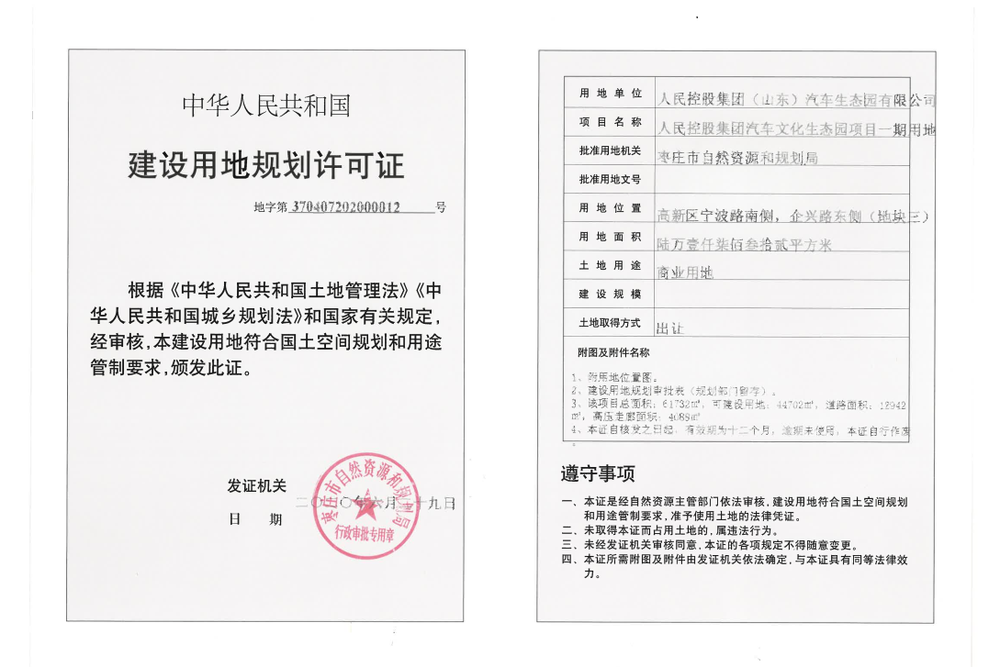 中华人民共和国
建设用地规划许可证
地字第 370407202000012 号
根据《中华人民共和国土地管理法》《中
华人民共和国城乡规划法》和国家有关规定,
经审核,本建设用地符合国土空间规划和用途
管制要求,颁发此证。
发证机关
日 期
枣庄市自然资源和规划局
行政审批专用章
用地单位 人民控股集团（山东）汽车生态园有限公司
项目名称 人民控股集团汽车文化生态园项目一期用地
批准用地机关 枣庄市自然资源和规划局
批准用地文号
用地位置 高新区宁波路南侧，企兴路东侧（地块三）
用地面积 陆万壹仟柒佰叁拾贰平方米
土地用途 商业用地
建设规模
土地取得方式 出让
附图及附件名称
1、附用地位置图。
2、建设用地规划审批表（规划部门留存）。
3、该项目总面积：61732㎡，可建设用地：44702㎡，道路面积：12942
㎡，高压走廊面积：4088㎡
4、本证自核发之日起，有效期为十二个月，逾期未使用，本证自行作废
。
遵守事项
一、本证是经自然资源主管部门依法审核,建设用地符合国土空间规划
和用途管制要求,准予使用土地的法律凭证。
二、未取得本证而占用土地的,属违法行为。
三、未经发证机关审核同意,本证的各项规定不得随意变更。
四、本证所需附图及附件由发证机关依法确定,与本证具有同等法律效
力。